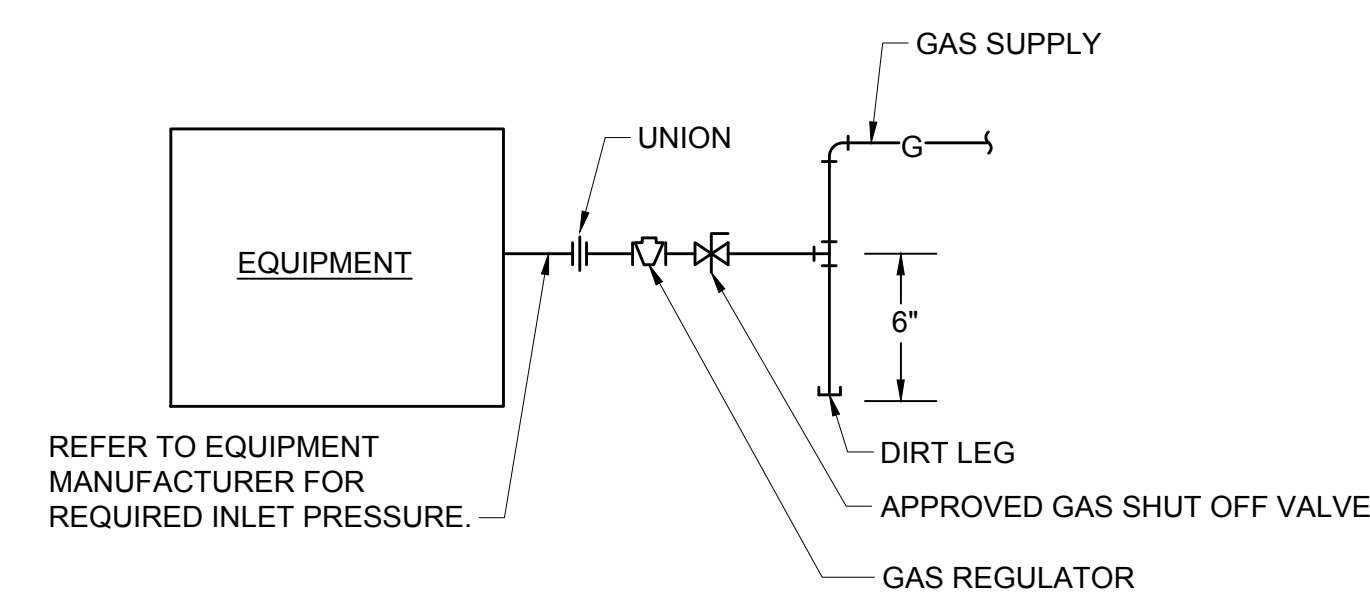 GAS SUPPLY
UNION
G
EQUIPMENT
6"
REFER TO EQUIPMENT
MANUFACTURER FOR
REQUIRED INLET PRESSURE.
DIRT LEG
APPROVED GAS SHUT OFF VALVE
GAS REGULATOR